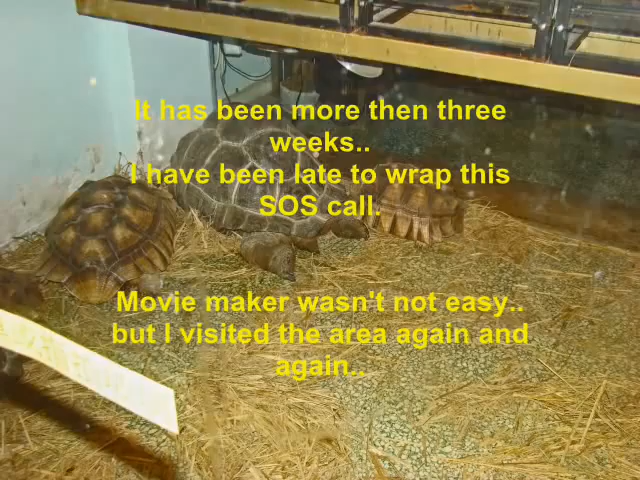 It has been more then three
weeks..
I have been late to wrap this
SOS call.
Movie maker wasn't not easy..
but I visited the area again and
again..